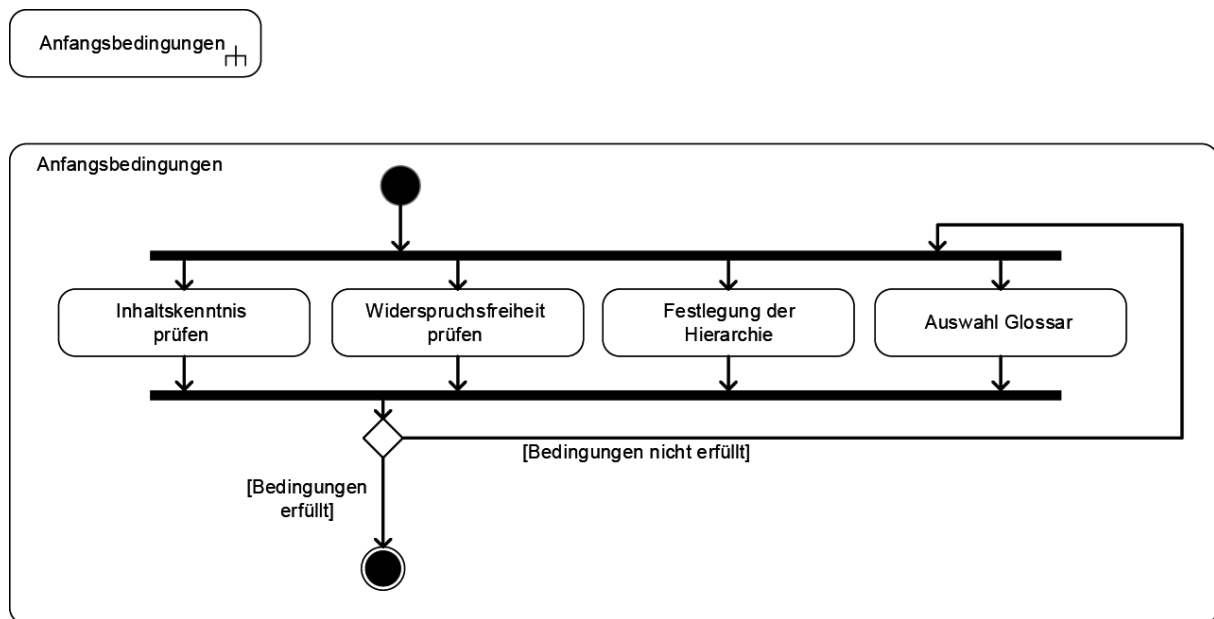 Anfangsbedingungen
Anfangsbedingungen
Inhaltskenntnis
prüfen
Widerspruchsfreiheit
prüfen
Festlegung der
Hierarchie
Auswahl Glossar
[Bedingungen nicht erfüllt]
[Bedingungen
erfüllt]